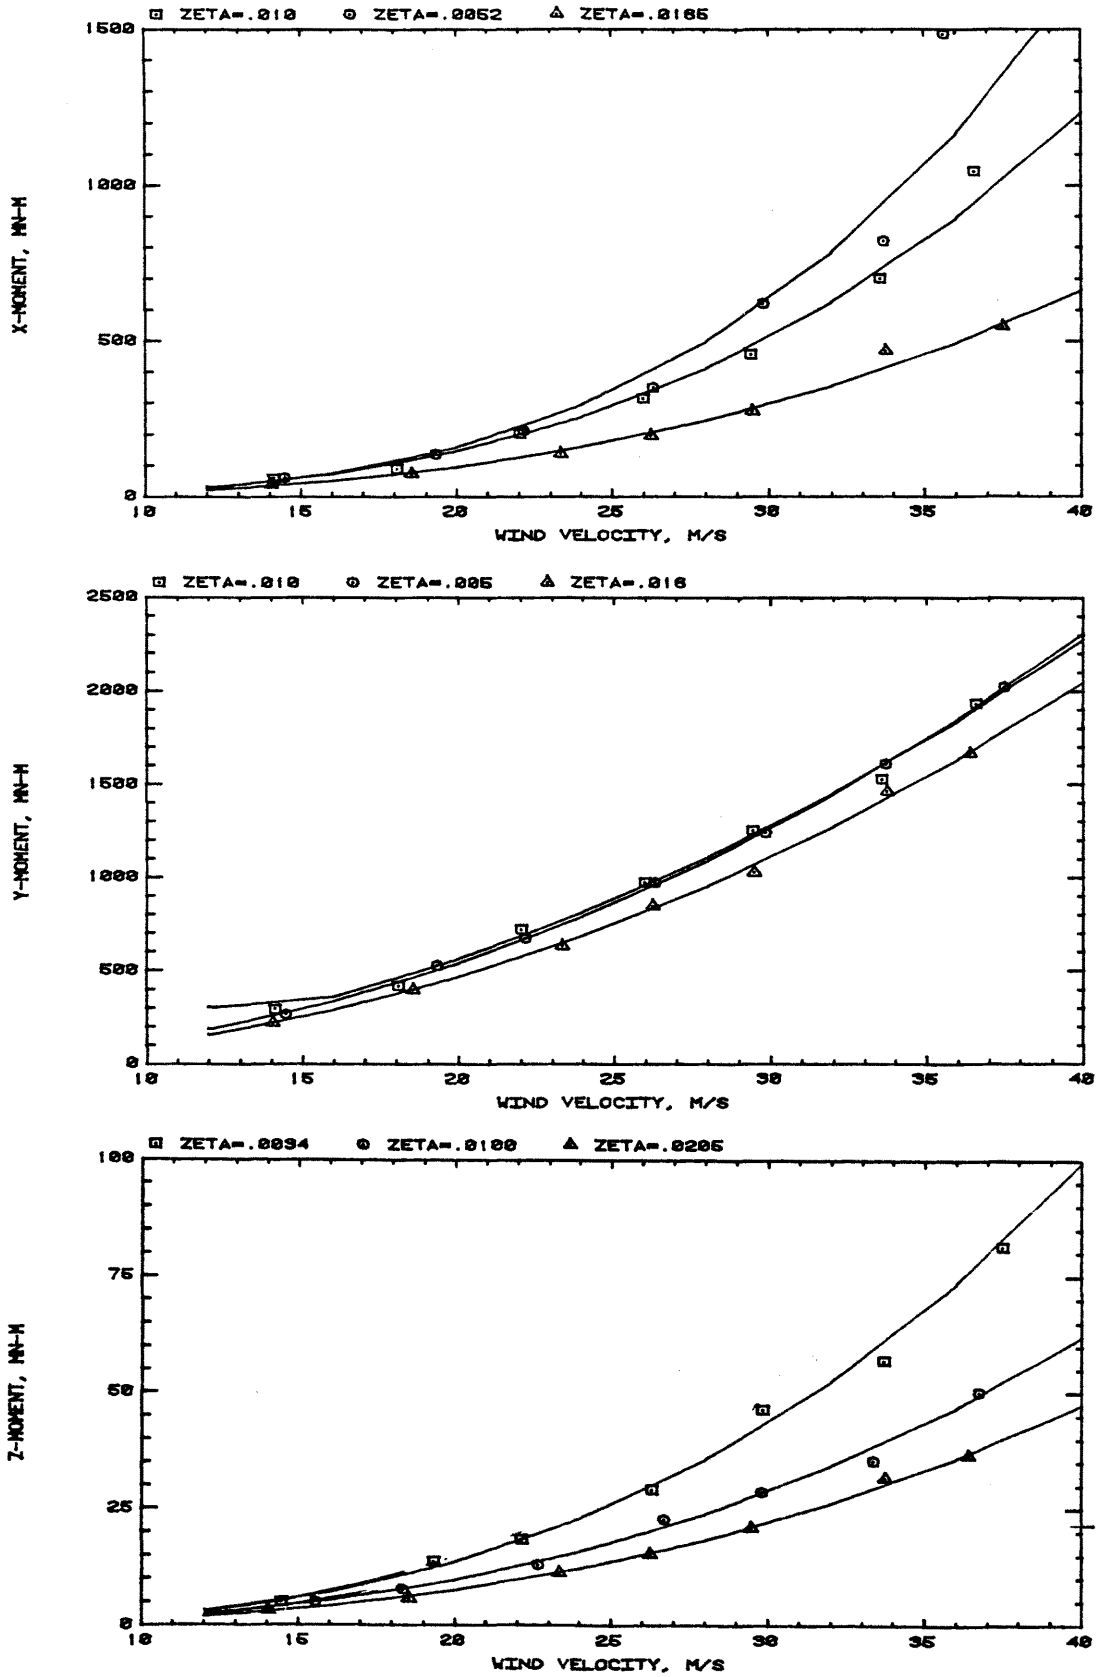 ZETA=.010 ZETA=.0052 ZETA=.0165
1500
1000
500
0
X-MOMENT, MN-M
10 15 20 25 30 35 40
WIND VELOCITY, M/S
ZETA=.010 ZETA=.005 ZETA=.016
2500
2000
1500
1000
500
0
Y-MOMENT, MN-M
10 15 20 25 30 35 40
WIND VELOCITY, M/S
ZETA=.0094 ZETA=.0100 ZETA=.0205
100
75
50
25
0
Z-MOMENT, MN-M
10 15 20 25 30 35 40
WIND VELOCITY, M/S